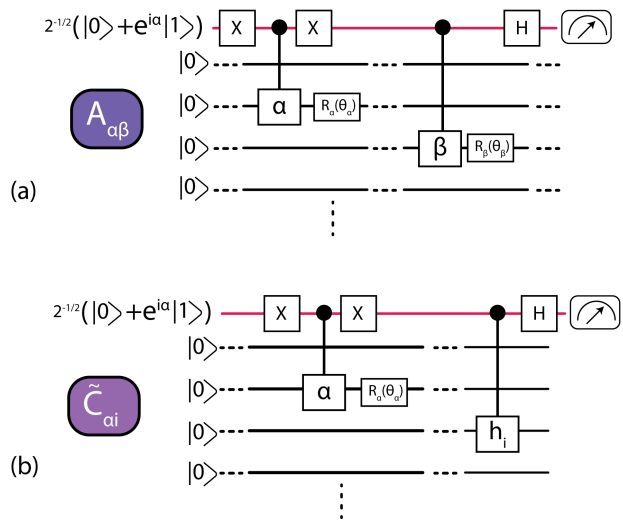 2^{-1/2}(|0>+e^{iα}|1>) X X H
|0>
|0> α R_α(θ_α)
|0> β R_β(θ_β)
|0>
A_{αβ}
(a)
2^{-1/2}(|0>+e^{iα}|1>) X X H
|0>
|0> α R_α(θ_α)
|0> h_i
|0>
C̃_{αi}
(b)